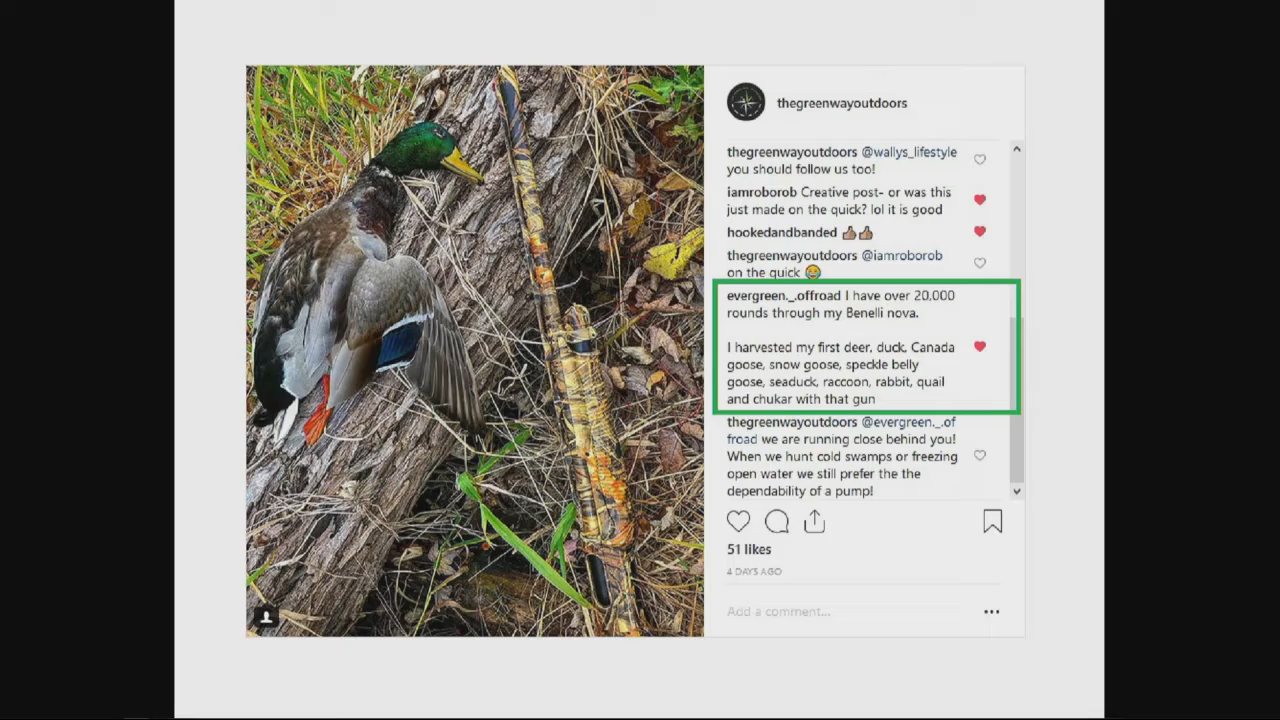 thegreenwayoutdoors
thegreenwayoutdoors @wallys_lifestyle
you should follow us too!
iamroborob Creative post- or was this
just made on the quick? lol it is good
hookedandbanded 👍🏽👍🏽
thegreenwayoutdoors @iamroborob
on the quick 😂
evergreen._.offroad I have over 20,000
rounds through my Benelli nova.
I harvested my first deer, duck, Canada
goose, snow goose, speckle belly
goose, seaduck, raccoon, rabbit, quail
and chukar with that gun
thegreenwayoutdoors @evergreen._.of
froad we are running close behind you!
When we hunt cold swamps or freezing
open water we still prefer the the
dependability of a pump!
51 likes
4 DAYS AGO
Add a comment...